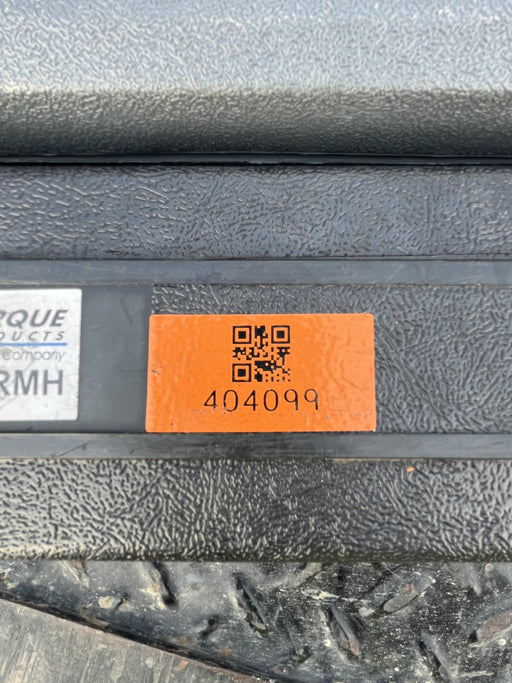 RQUE
DUCTS
Company
RMH
404099